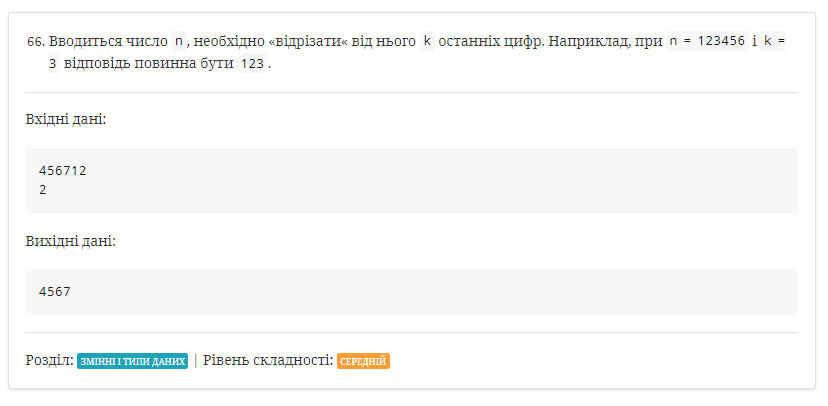 66. Вводиться число n , необхідно «відрізати« від нього k останніх цифр. Наприклад, при n = 123456 і k =
3 відповідь повинна бути 123 .
Вхідні дані:
456712
2
Вихідні дані:
4567
Розділ: ЗМІННІ І ТИПИ ДАНИХ | Рівень складності: СЕРЕДНІЙ